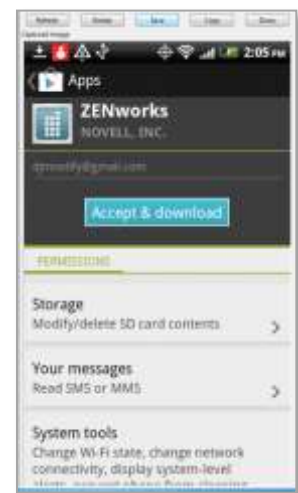 Refresh Rotate Save Copy Done
2:05 PM
Apps
ZENworks
NOVELL, INC.
Accept & download
PERMISSIONS
Storage
Modify/delete SD card contents
Your messages
Read SMS or MMS
System tools
Change Wi-Fi state, change network
connectivity, display system-level